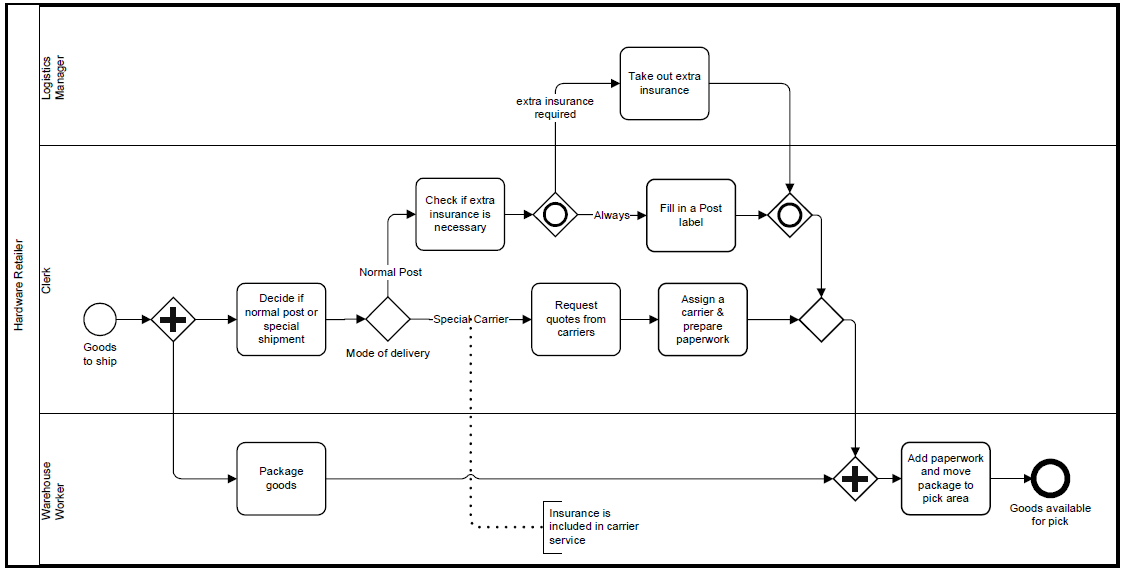 Hardware Retailer
Logistics
Manager
Take out extra
insurance
extra insurance
required
Clerk
Check if extra
insurance is
necessary
Always
Fill in a Post
label
Normal Post
Goods
to ship
Decide if
normal post or
special
shipment
Mode of delivery
Special Carrier
Request
quotes from
carriers
Assign a
carrier &
prepare
paperwork
Warehouse
Worker
Package
goods
Insurance is
included in carrier
service
Add paperwork
and move
package to
pick area
Goods available
for pick